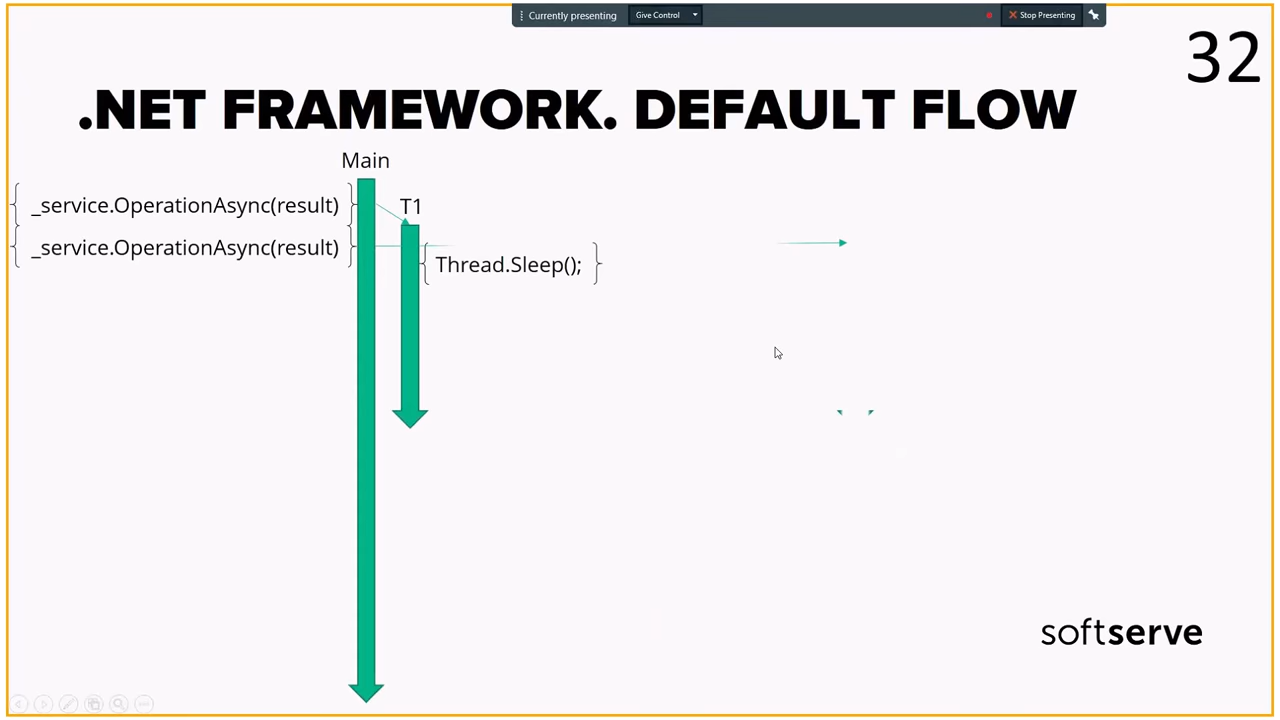 Currently presenting
Give Control
Stop Presenting
32
.NET FRAMEWORK. DEFAULT FLOW
Main
_service.OperationAsync(result)
T1
_service.OperationAsync(result)
Thread.Sleep();
softserve